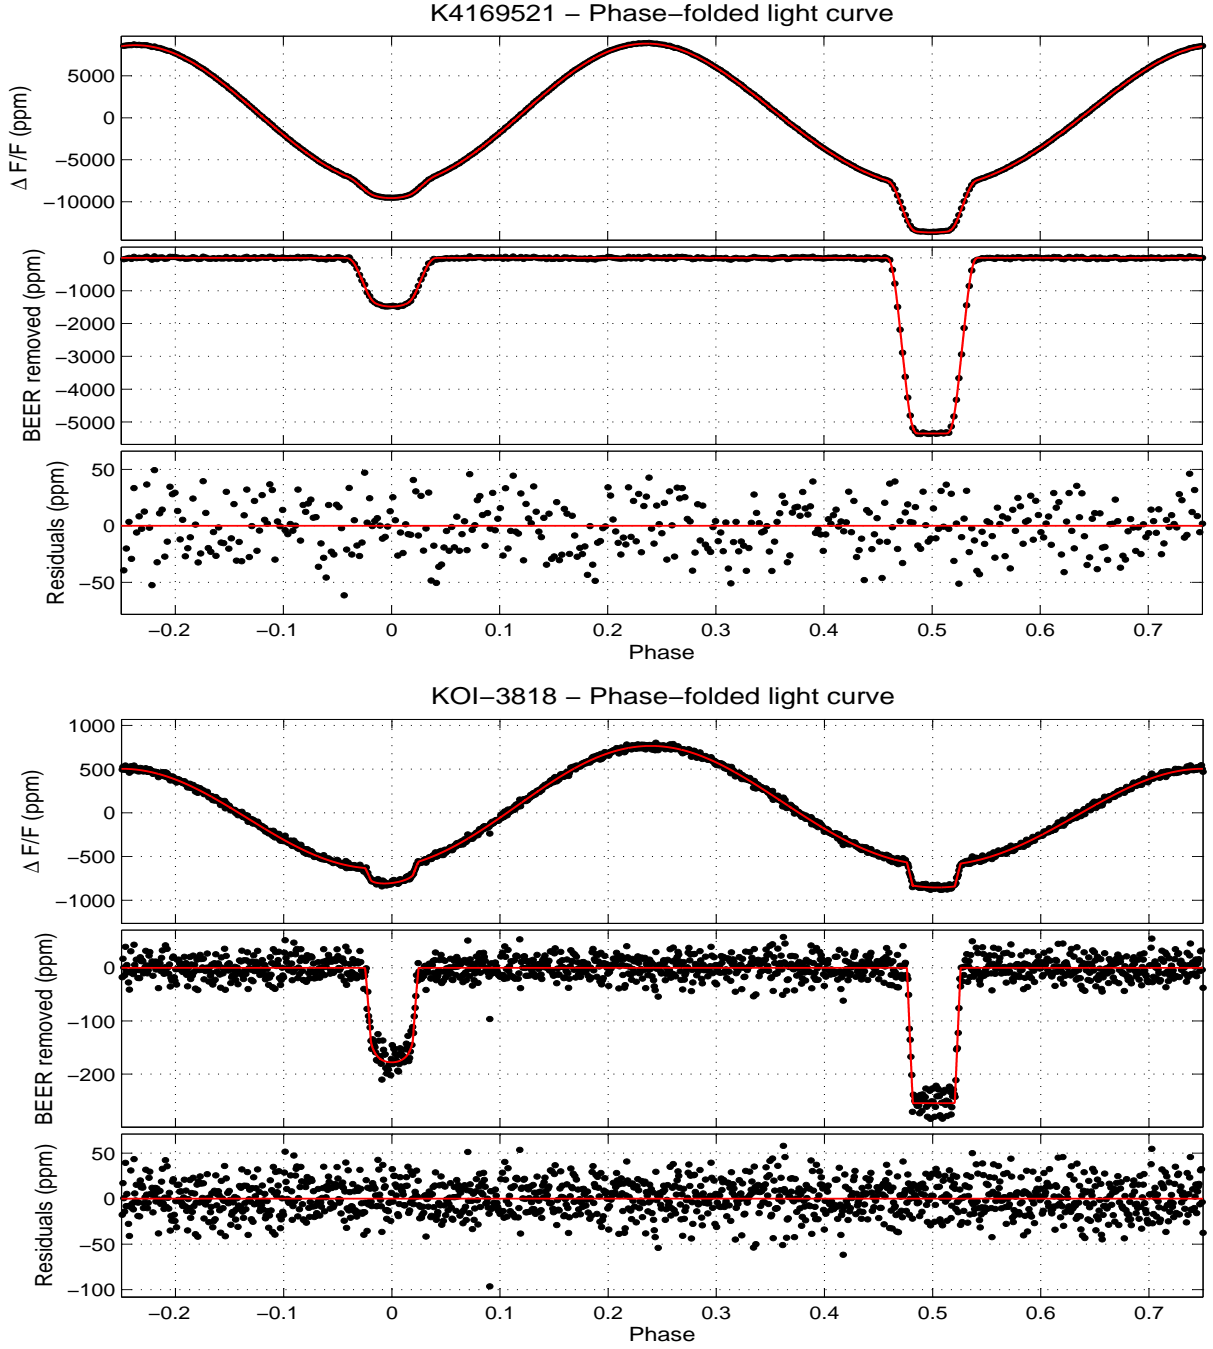 K4169521 − Phase−folded light curve
Δ F/F (ppm)
5000
0
−5000
−10000
BEER removed (ppm)
0
−1000
−2000
−3000
−4000
−5000
Residuals (ppm)
50
0
−50
−0.2 −0.1 0 0.1 0.2 0.3 0.4 0.5 0.6 0.7
Phase
KOI−3818 − Phase−folded light curve
Δ F/F (ppm)
1000
500
0
−500
−1000
BEER removed (ppm)
0
−100
−200
Residuals (ppm)
50
0
−50
−100
−0.2 −0.1 0 0.1 0.2 0.3 0.4 0.5 0.6 0.7
Phase